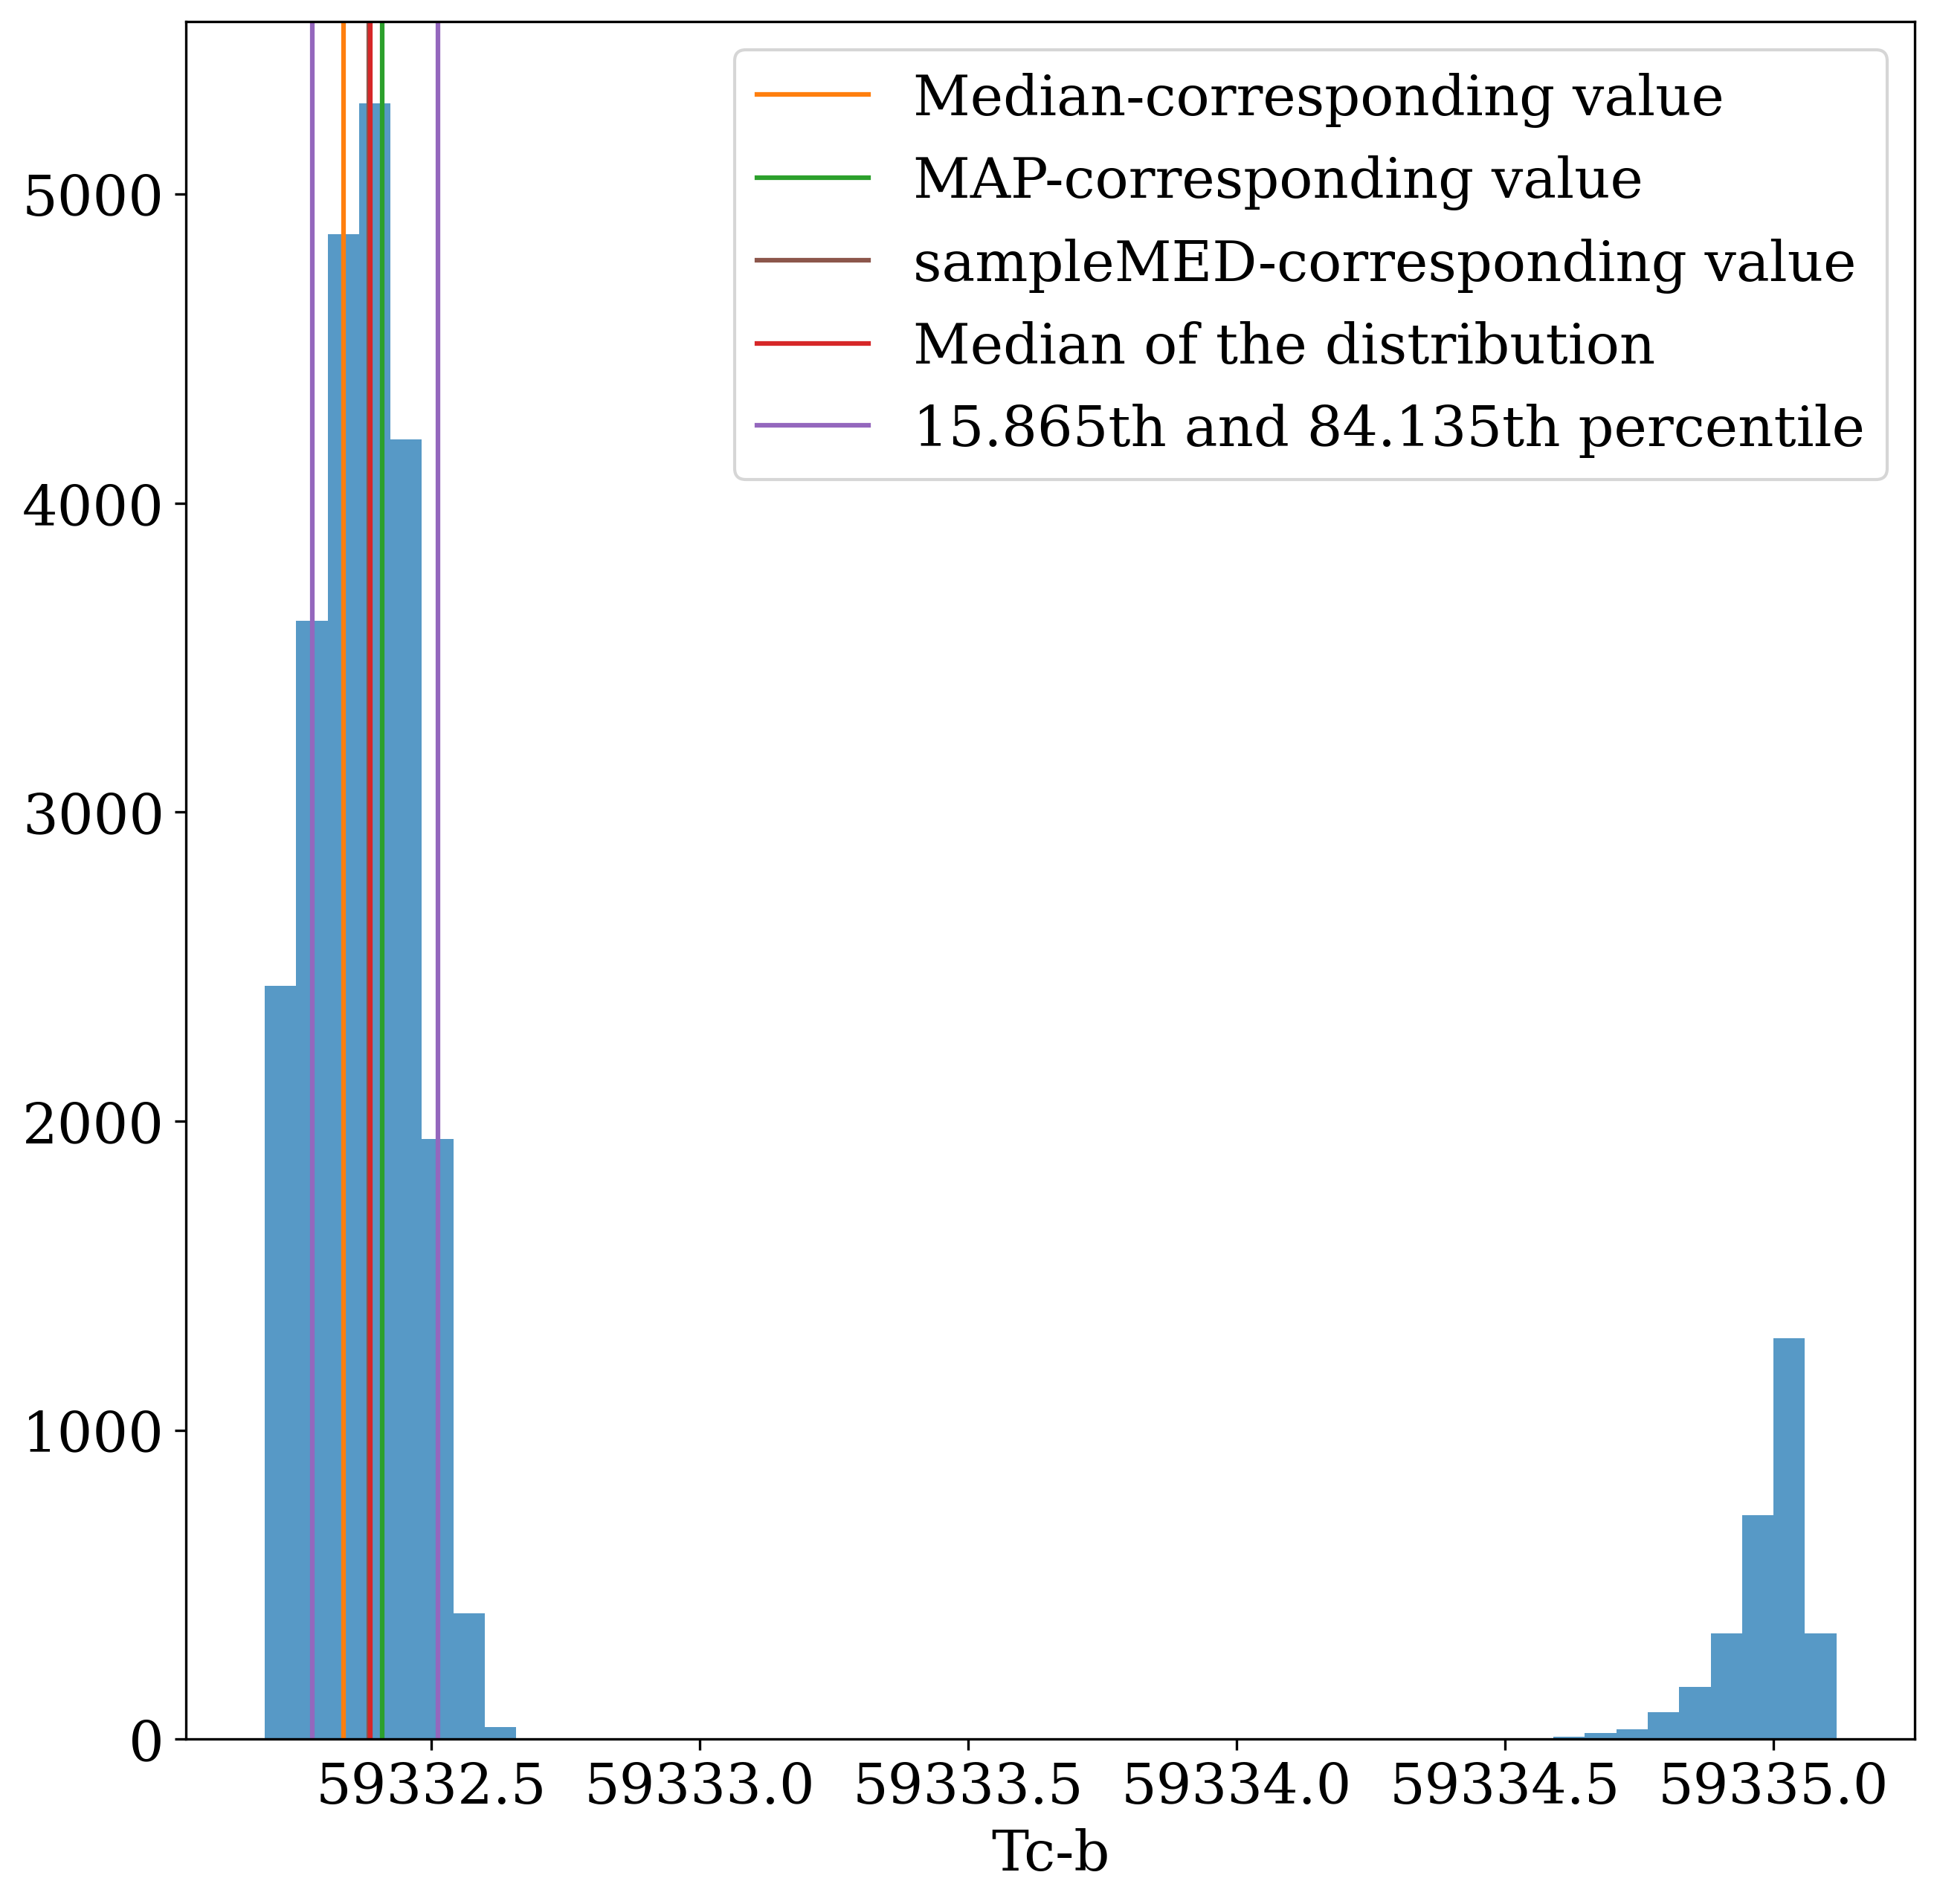 Median-corresponding value
MAP-corresponding value
sampleMED-corresponding value
Median of the distribution
15.865th and 84.135th percentile
5000
4000
3000
2000
1000
0
59332.5 59333.0 59333.5 59334.0 59334.5 59335.0
Tc-b